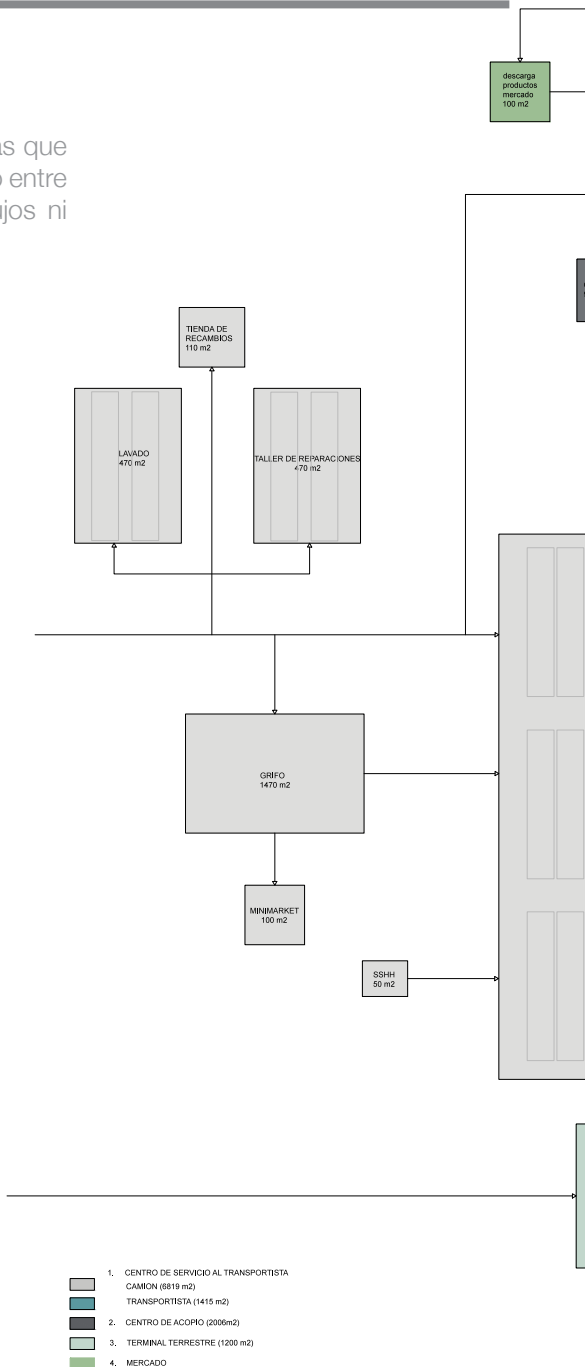 descarga
productos
mercado
100 m2
que
entre
ni
TIENDA DE
RECAMBIOS
110 m2
LAVADO
470 m2
TALLER DE REPARACIONES
470 m2
GRIFO
1470 m2
MINIMARKET
100 m2
SSHH
50 m2
1. CENTRO DE SERVICIO AL TRANSPORTISTA
CAMION (6819 m2)
TRANSPORTISTA (1415 m2)
2. CENTRO DE ACOPIO (2006m2)
3. TERMINAL TERRESTRE (1200 m2)
4. MERCADO